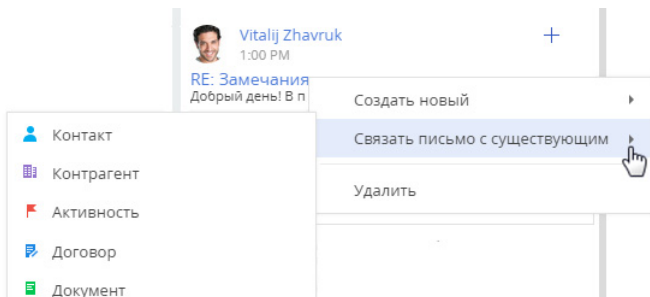 Vitalij Zhavruk
1:00 PM
RE: Замечания
Добрый день! В п
Создать новый
Связать письмо с существующим
Удалить
Контакт
Контрагент
Активность
Договор
Документ